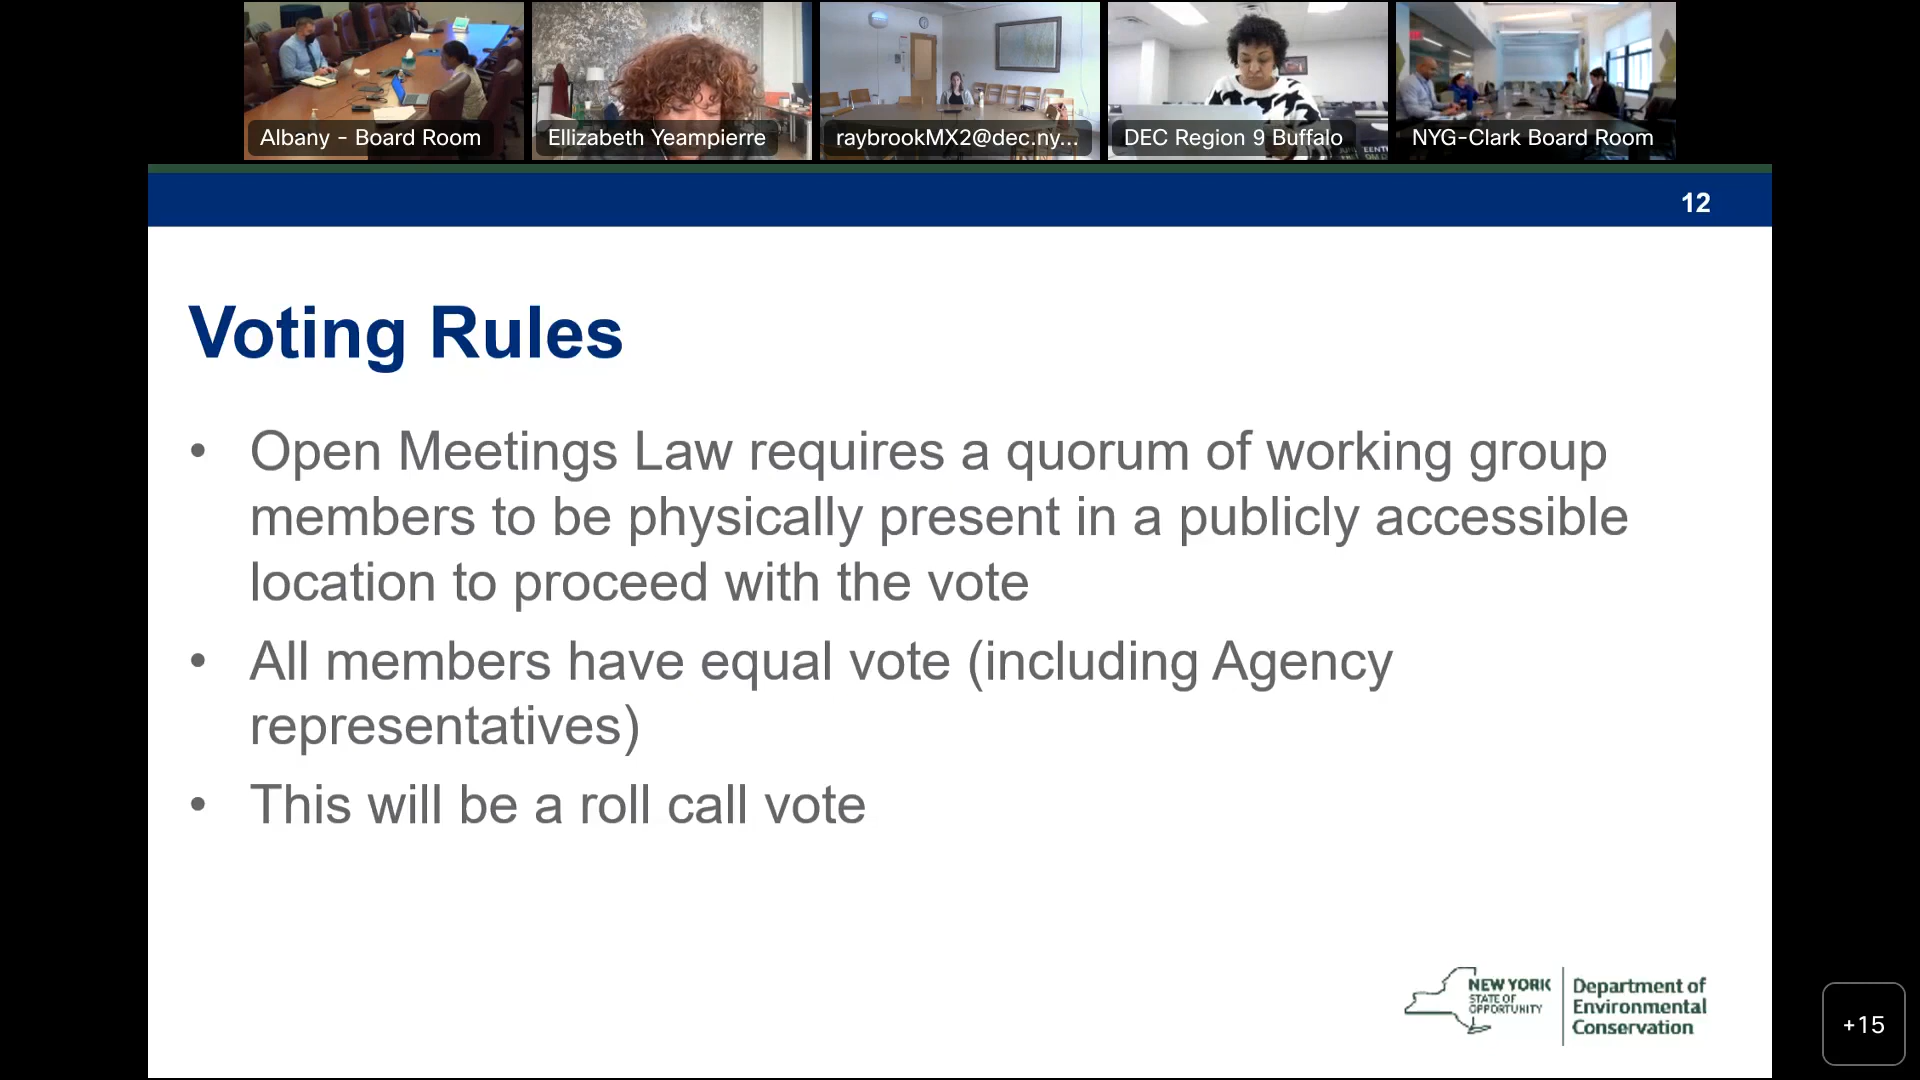 Albany - Board Room
Ellizabeth Yeampierre
raybrookMX2@dec.ny...
DEC Region 9 Buffalo
NYG-Clark Board Room
12
Voting Rules
• Open Meetings Law requires a quorum of working group
members to be physically present in a publicly accessible
location to proceed with the vote
• All members have equal vote (including Agency
representatives)
• This will be a roll call vote
NEW YORK
STATE OF
OPPORTUNITY
Department of
Environmental
Conservation
+15